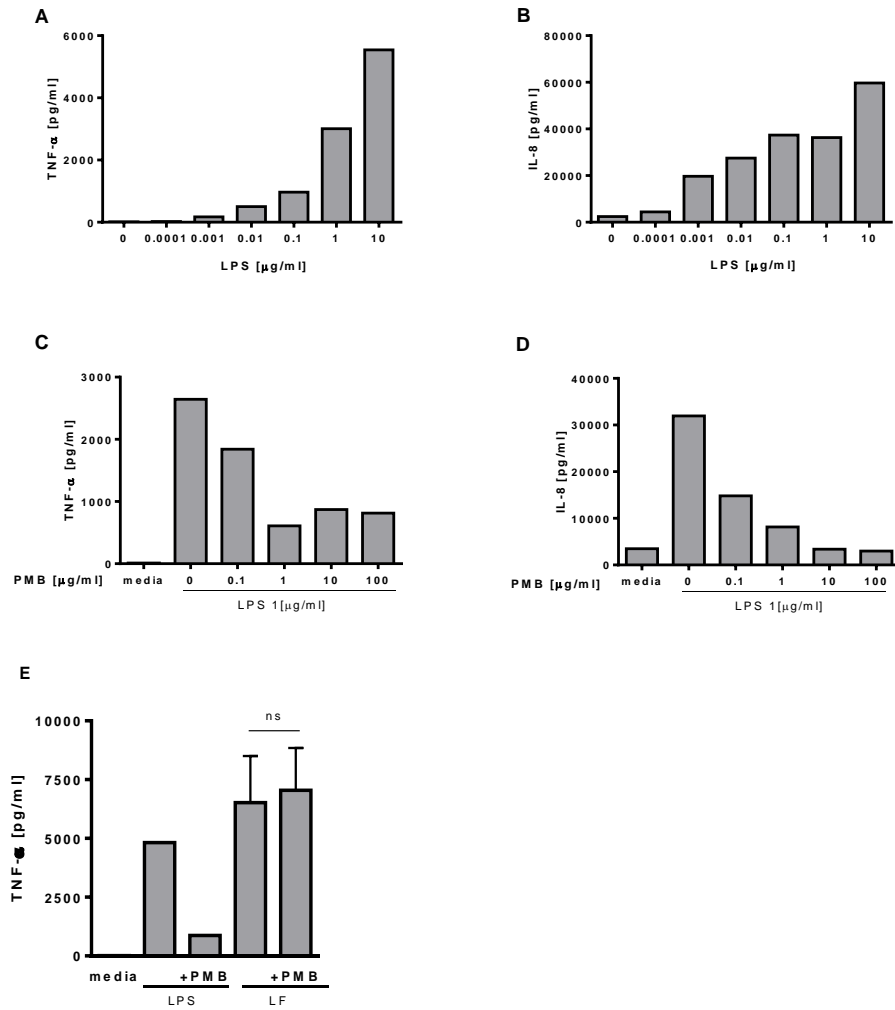 A
6000
4000
2000
0
TNF-α [pg/ml]
0 0.0001 0.001 0.01 0.1 1 10
LPS [μg/ml]
B
80000
60000
40000
20000
0
IL-8 [pg/ml]
0 0.0001 0.001 0.01 0.1 1 10
LPS [μg/ml]
C
3000
2000
1000
0
TNF-α [pg/ml]
PMB [μg/ml] media 0 0.1 1 10 100
LPS 1[μg/ml]
D
40000
30000
20000
10000
0
IL-8 [pg/ml]
PMB [μg/ml] media 0 0.1 1 10 100
LPS 1[μg/ml]
E
10000
7500
5000
2500
0
TNF-α [pg/ml]
ns
media +PMB +PMB
LPS LF